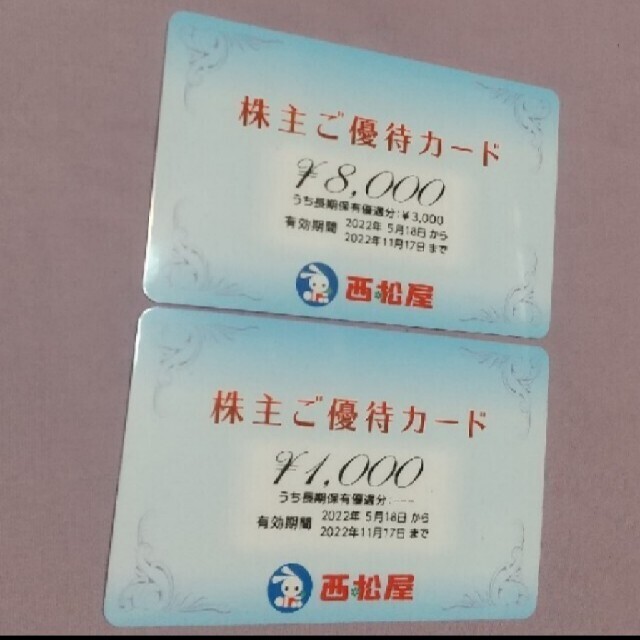 株主ご優待カード
¥8,000
うち長期保有優遇分:¥3,000
有効期間 2022年 5月18日 から
2022年11月17日 まで
西松屋
株主ご優待カード
¥1,000
うち長期保有優遇分:---
有効期間 2022年 5月18日 から
2022年11月17日 まで
西松屋